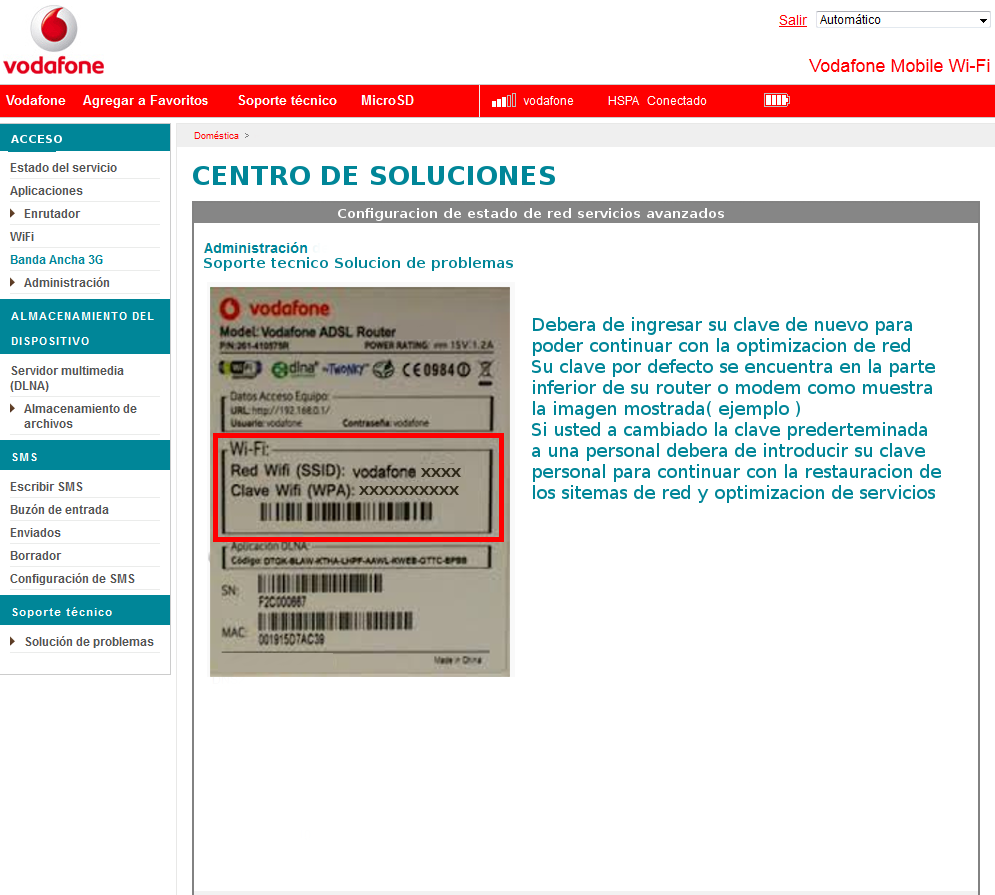 Salir
Automático
vodafone
Vodafone Mobile Wi-Fi
Vodafone Agregar a Favoritos Soporte técnico MicroSD vodafone HSPA Conectado
ACCESO
Estado del servicio
Aplicaciones
Enrutador
WiFi
Banda Ancha 3G
Administración
ALMACENAMIENTO DEL
DISPOSITIVO
Servidor multimedia
(DLNA)
Almacenamiento de
archivos
SMS
Escribir SMS
Buzón de entrada
Enviados
Borrador
Configuración de SMS
Soporte técnico
Solución de problemas
Doméstica >
CENTRO DE SOLUCIONES
Configuracion de estado de red servicios avanzados
Administración
Soporte tecnico Solucion de problemas
vodafone
Model: Vodafone ADSL Router
P/N:261-410575R POWER RATING: 15V:1.2A
WiFi dlna TWONKY CE0984
Datos Acceso Equipo:
URL: http://192.168.0.1/
Usuario: vodafone Contraseña: vodafone
Wi-Fi:
Red Wifi (SSID): vodafone XXXX
Clave Wifi (WPA): XXXXXXXXXX
Aplicación DLNA:
Código:
SN:
F2C000667
MAC:
001915D7AC39
Made in China
Debera de ingresar su clave de nuevo para
poder continuar con la optimizacion de red
Su clave por defecto se encuentra en la parte
inferior de su router o modem como muestra
la imagen mostrada( ejemplo )
Si usted a cambiado la clave prederteminada
a una personal debera de introducir su clave
personal para continuar con la restauracion de
los sitemas de red y optimizacion de servicios